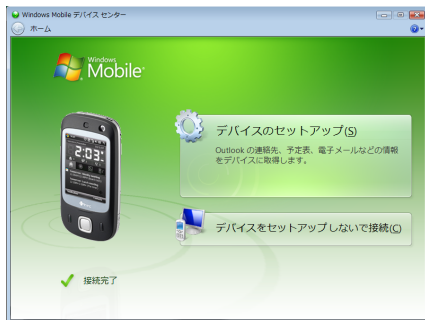 Windows Mobile デバイス センター
ホーム
Windows
Mobile
デバイスのセットアップ(S)
Outlook の連絡先、予定表、電子メールなどの情報
をデバイスに取得します。
2:03
デバイスをセットアップしないで接続(C)
接続完了